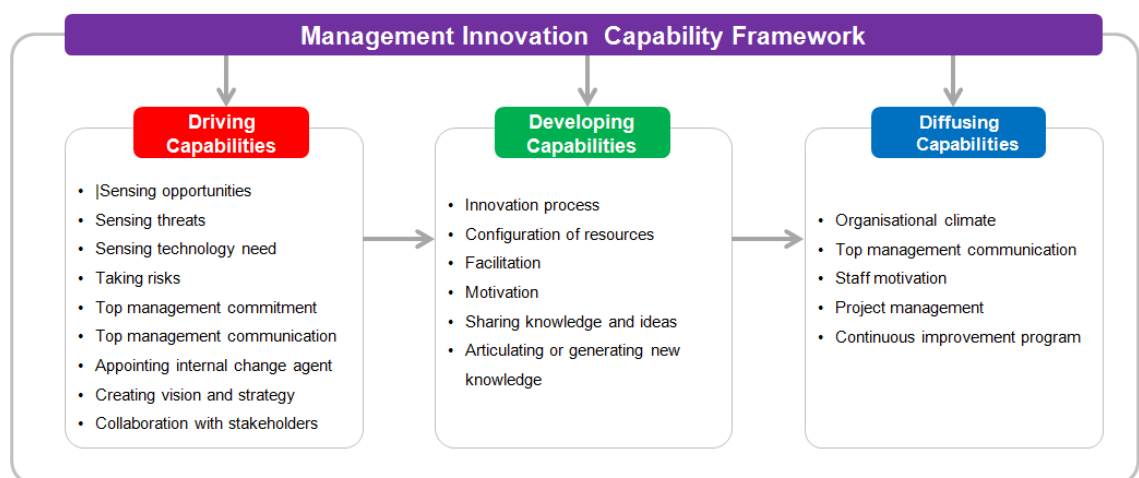 Management Innovation Capability Framework
Driving
Capabilities
• |Sensing opportunities
• Sensing threats
• Sensing technology need
• Taking risks
• Top management commitment
• Top management communication
• Appointing internal change agent
• Creating vision and strategy
• Collaboration with stakeholders
Developing
Capabilities
• Innovation process
• Configuration of resources
• Facilitation
• Motivation
• Sharing knowledge and ideas
• Articulating or generating new
knowledge
Diffusing
Capabilities
• Organisational climate
• Top management communication
• Staff motivation
• Project management
• Continuous improvement program